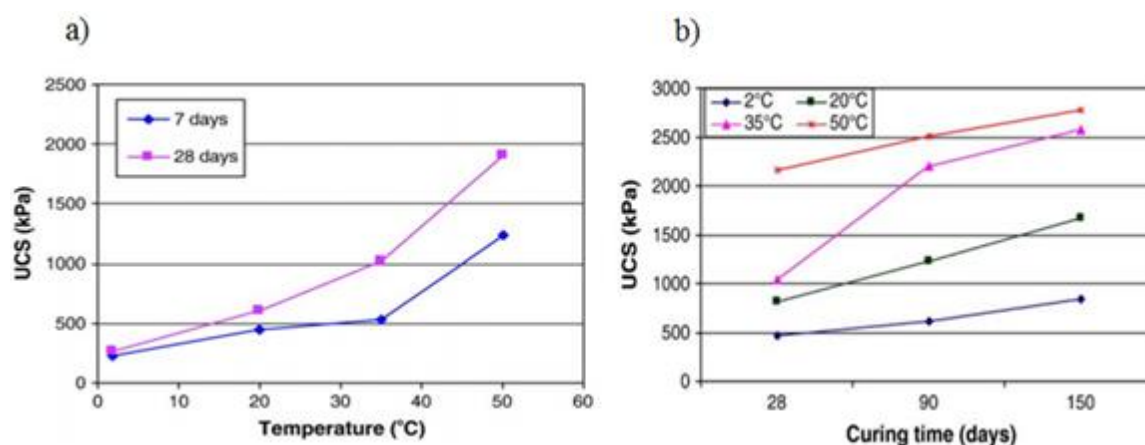 a)
2500
2000
1500
1000
500
0
UCS (kPa)
7 days
28 days
0 10 20 30 40 50 60
Temperature (°C)
b)
3000
2500
2000
1500
1000
500
0
UCS (kPa)
2°C 20°C
35°C 50°C
28 90 150
Curing time (days)